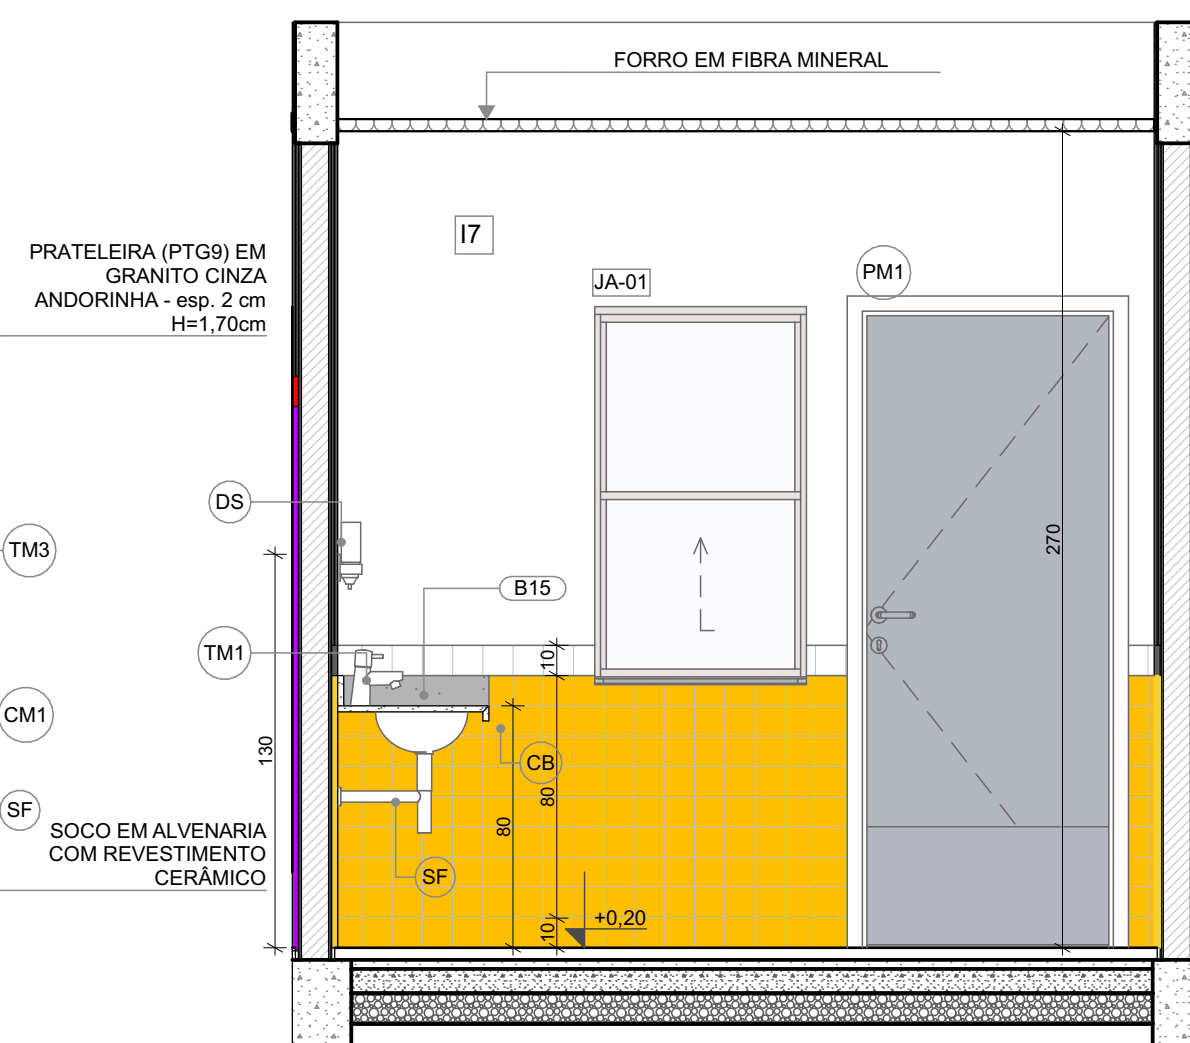 FORRO EM FIBRA MINERAL
I7
PRATELEIRA (PTG9) EM
GRANITO CINZA
ANDORINHA - esp. 2 cm
H=1,70cm
JA-01
PM1
DS
TM3
270
B15
TM1
10
CM1
130
CB
80
80
SF
SOCO EM ALVENARIA
COM REVESTIMENTO
CERÂMICO
SF
+0,20
10